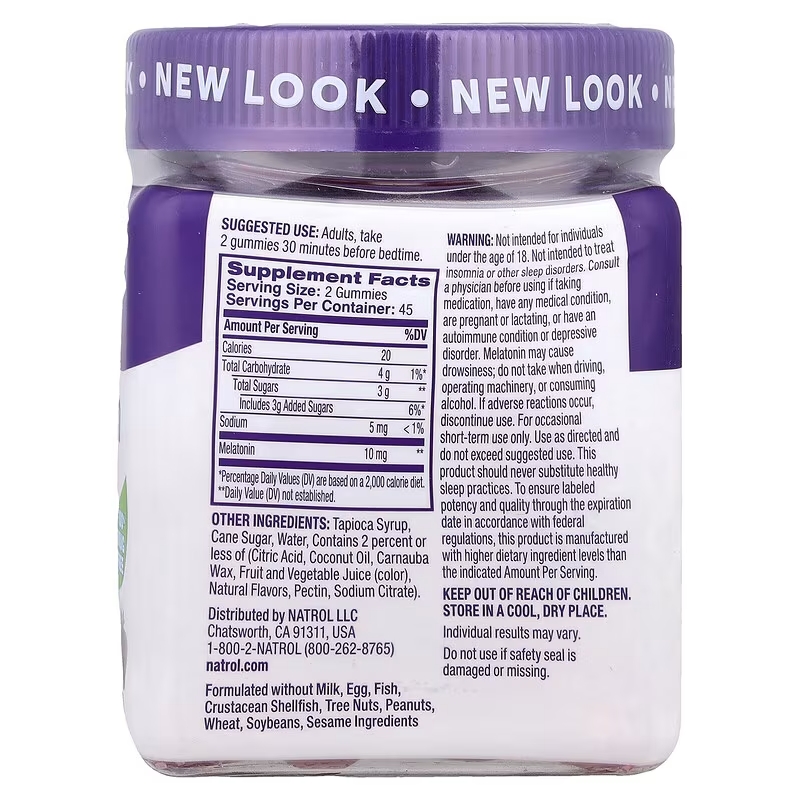 NEW LOOK • NEW LOOK
SUGGESTED USE: Adults, take
2 gummies 30 minutes before bedtime.
Supplement Facts
Serving Size: 2 Gummies
Servings Per Container: 45
Amount Per Serving %DV
Calories 20
Total Carbohydrate 4 g 1%*
Total Sugars 3 g **
Includes 3g Added Sugars 6%*
Sodium 5 mg < 1%
Melatonin 10 mg **
*Percentage Daily Values (DV) are based on a 2,000 calorie diet.
**Daily Value (DV) not established.
OTHER INGREDIENTS: Tapioca Syrup,
Cane Sugar, Water, Contains 2 percent or
less of (Citric Acid, Coconut Oil, Carnauba
Wax, Fruit and Vegetable Juice (color),
Natural Flavors, Pectin, Sodium Citrate).
Distributed by NATROL LLC
Chatsworth, CA 91311, USA
1-800-2-NATROL (800-262-8765)
natrol.com
Formulated without Milk, Egg, Fish,
Crustacean Shellfish, Tree Nuts, Peanuts,
Wheat, Soybeans, Sesame Ingredients
WARNING: Not intended for individuals
under the age of 18. Not intended to treat
insomnia or other sleep disorders. Consult
a physician before using if taking
medication, have any medical condition,
are pregnant or lactating, or have an
autoimmune condition or depressive
disorder. Melatonin may cause
drowsiness; do not take when driving,
operating machinery, or consuming
alcohol. If adverse reactions occur,
discontinue use. For occasional
short-term use only. Use as directed and
do not exceed suggested use. This
product should never substitute healthy
sleep practices. To ensure labeled
potency and quality through the expiration
date in accordance with federal
regulations, this product is manufactured
with higher dietary ingredient levels than
the indicated Amount Per Serving.
KEEP OUT OF REACH OF CHILDREN.
STORE IN A COOL, DRY PLACE.
Individual results may vary.
Do not use if safety seal is
damaged or missing.